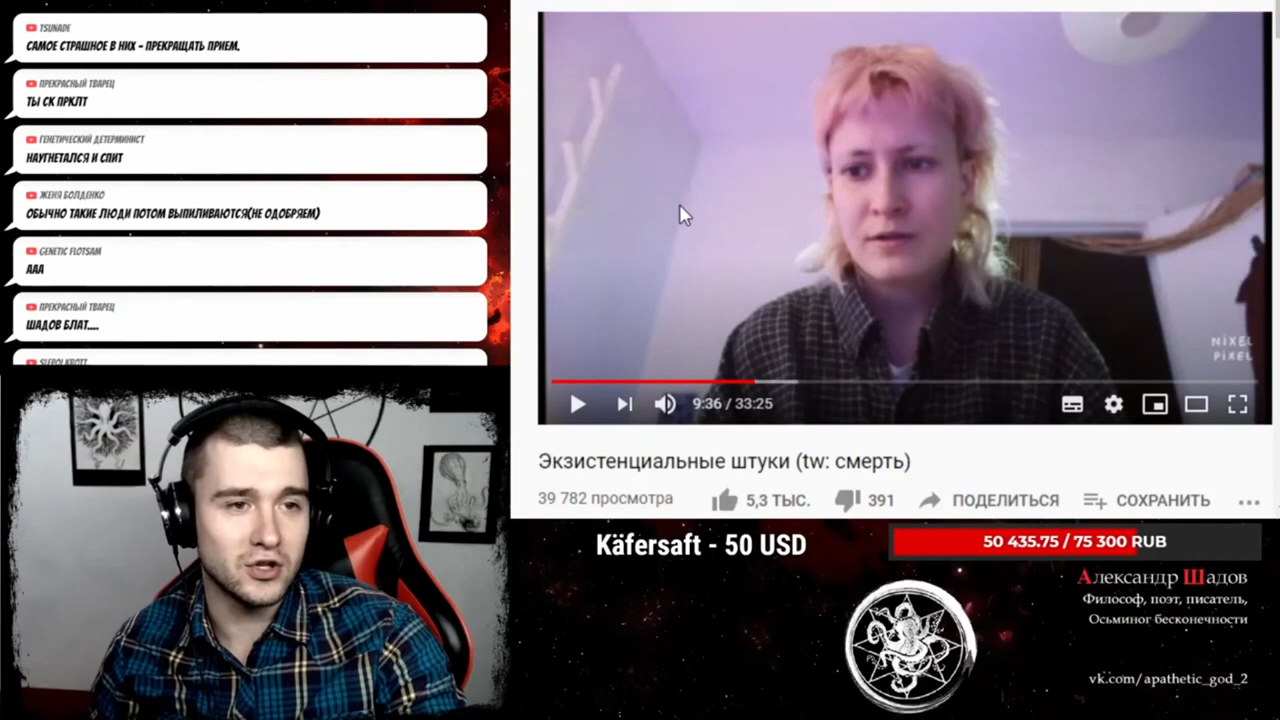 TSUNADE
САМОЕ СТРАШНОЕ В НИХ - ПРЕКРАЩАТЬ ПРИЕМ.
ПРЕКРАСНЫЙ ТВАРЕЦ
ТЫ СК ПРКЛТ
ГЕНЕТИЧЕСКИЙ ДЕТЕРМИНИСТ
НАУГНЕТАЛСЯ И СПИТ
ЖЕНЯ БОЛДЕНКО
ОБЫЧНО ТАКИЕ ЛЮДИ ПОТОМ ВЫПИЛИВАЮТСЯ(НЕ ОДОБРЯЕМ)
GENETIC FLOTSAM
ААА
ПРЕКРАСНЫЙ ТВАРЕЦ
ШАДОВ БЛАТ....
NIXEL
PIXEL
9:36 / 33:25
Экзистенциальные штуки (tw: смерть)
39 782 просмотра
5,3 ТЫС.
391
ПОДЕЛИТЬСЯ
СОХРАНИТЬ
Käfersaft - 50 USD
50 435.75 / 75 300 RUB
Александр Шадов
Философ, поэт, писатель,
Осьминог бесконечности
vk.com/apathetic_god_2